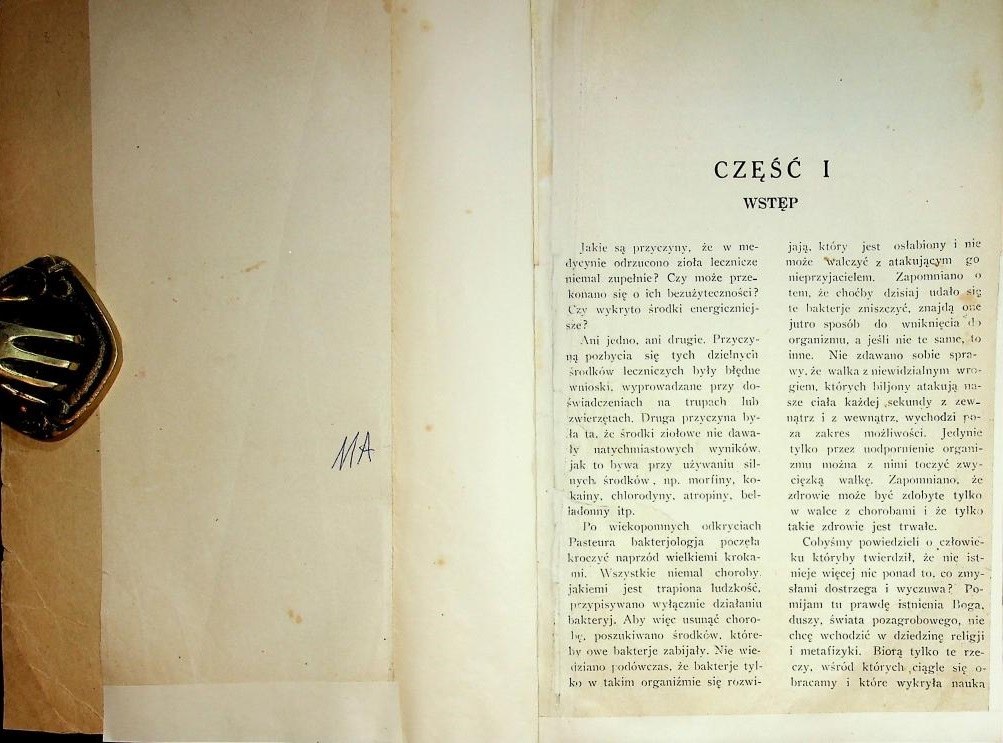 MA
CZĘŚĆ I
WSTĘP
Jakie są przyczyny, że w me-
dycynie odrzucono zioła lecznicze
niemal zupełnie? Czy może prze-
konano się o ich bezużyteczności?
Czy wykryto środki energiczniej-
sze?
Ani jedno, ani drugie. Przyczy-
ną pozbycia się tych dzielnych
środków leczniczych były błędne
wnioski, wyprowadzane przy do-
świadczeniach na trupach lub
zwierzętach. Druga przyczyna by-
ła ta, że środki ziołowe nie dawa-
ły natychmiastowych wyników,
jak to bywa przy używaniu sil-
nych środków, np. morfiny, ko-
kainy, chlorodyny, atropiny, bel-
ladonny itp.
Po wiekopomnych odkryciach
Pasteura bakterjologja poczęła
kroczyć naprzód wielkiemi kroka-
mi. Wszystkie niemal choroby,
jakiemi jest trapiona ludzkość,
przypisywano wyłącznie działaniu
bakteryj. Aby więc usunąć choro-
bę, poszukiwano środków, które-
by owe bakterje zabijały. Nie wie-
dziano podówczas, że bakterje tyl-
ko w takim organiźmie się rozwi-
jają, który jest osłabiony i nie
może walczyć z atakującym go
nieprzyjacielem. Zapomniano o
tem, że choćby dzisiaj udało się
te bakterje zniszczyć, znajdą one
jutro sposób do wniknięcia do
organizmu, a jeśli nie te same, to
inne. Nie zdawano sobie spra-
wy, że walka z niewidzialnym wro-
giem, których biljony atakują na-
sze ciała każdej sekundy z zew-
nątrz i z wewnątrz, wychodzi po-
za zakres możliwości. Jedynie
tylko przez uodpornienie organi-
zmu można z nimi toczyć zwy-
cięzką walkę. Zapomniano, że
zdrowie może być zdobyte tylko
w walce z chorobami i że tylko
takie zdrowie jest trwałe.
Cobyśmy powiedzieli o człowie-
ku któryby twierdził, że nie ist-
nieje więcej nic ponad to, co zmy-
słami dostrzega i wyczuwa? Po-
mijam tu prawdę istnienia Boga,
duszy, świata pozagrobowego, nie
chcę wchodzić w dziedzinę religji
i metafizyki. Biorą tylko te rze-
czy, wśród których ciągle się o-
bracamy i które wykryła nauka